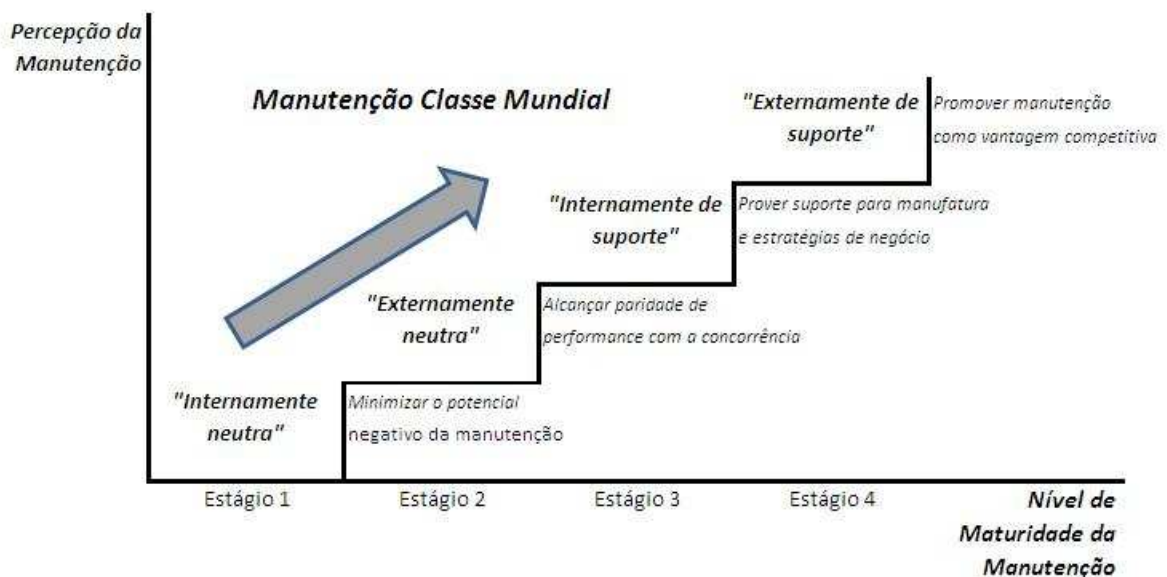 Percepção da
Manutenção
Manutenção Classe Mundial
"Externamente de
suporte"
Promover manutenção
como vantagem competitiva
"Internamente de
suporte"
Prover suporte para manufatura
e estratégias de negócio
"Externamente
neutra"
Alcançar paridade de
performance com a concorrência
"Internamente
neutra"
Minimizar o potencial
negativo da manutenção
Estágio 1
Estágio 2
Estágio 3
Estágio 4
Nível de
Maturidade da
Manutenção